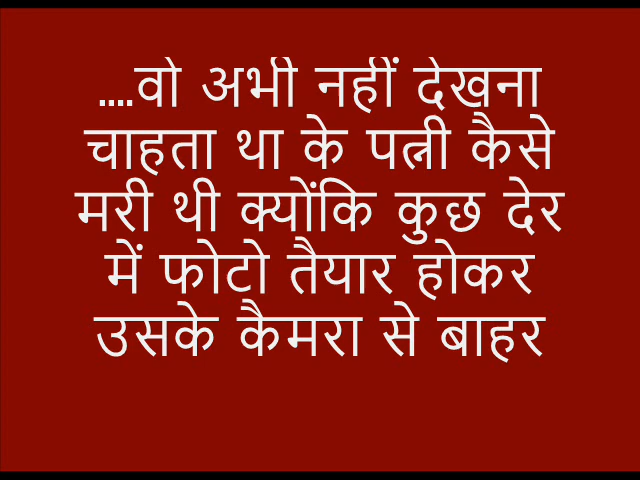 ....वो अभी नहीं देखना
चाहता था के पत्नी कैसे
मरी थी क्योंकि कुछ देर
में फोटो तैयार होकर
उसके कैमरा से बाहर